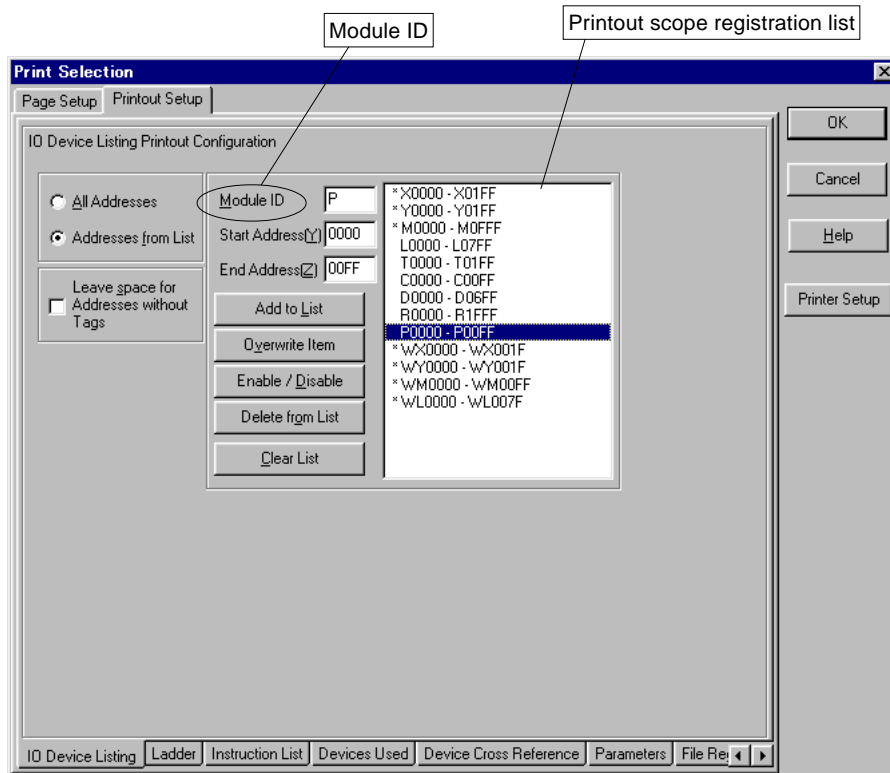 Module ID
Printout scope registration list
Print Selection
Page Setup
Printout Setup
IO Device Listing Printout Configuration
All Addresses
Addresses from List
Leave space for
Addresses without
Tags
Module ID
P
Start Address(Y)
0000
End Address(Z)
00FF
Add to List
Overwrite Item
Enable / Disable
Delete from List
Clear List
*X0000 - X01FF
*Y0000 - Y01FF
*M0000 - M0FFF
L0000 - L07FF
T0000 - T01FF
C0000 - C00FF
D0000 - D06FF
R0000 - R1FFF
P0000 - P00FF
*WX0000 - WX001F
*WY0000 - WY001F
*WM0000 - WM00FF
*WL0000 - WL007F
OK
Cancel
Help
Printer Setup
IO Device Listing
Ladder
Instruction List
Devices Used
Device Cross Reference
Parameters
File Re